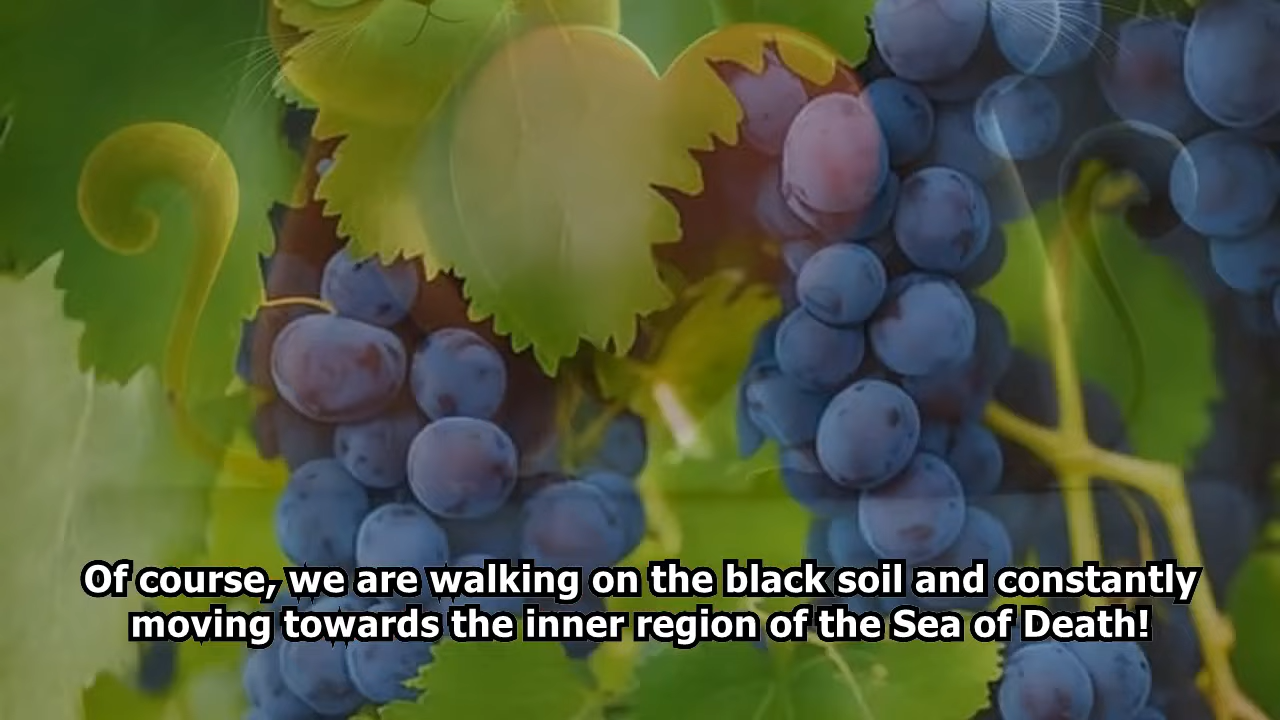 Of course, we are walking on the black soil and constantly
moving towards the inner region of the Sea of Death!